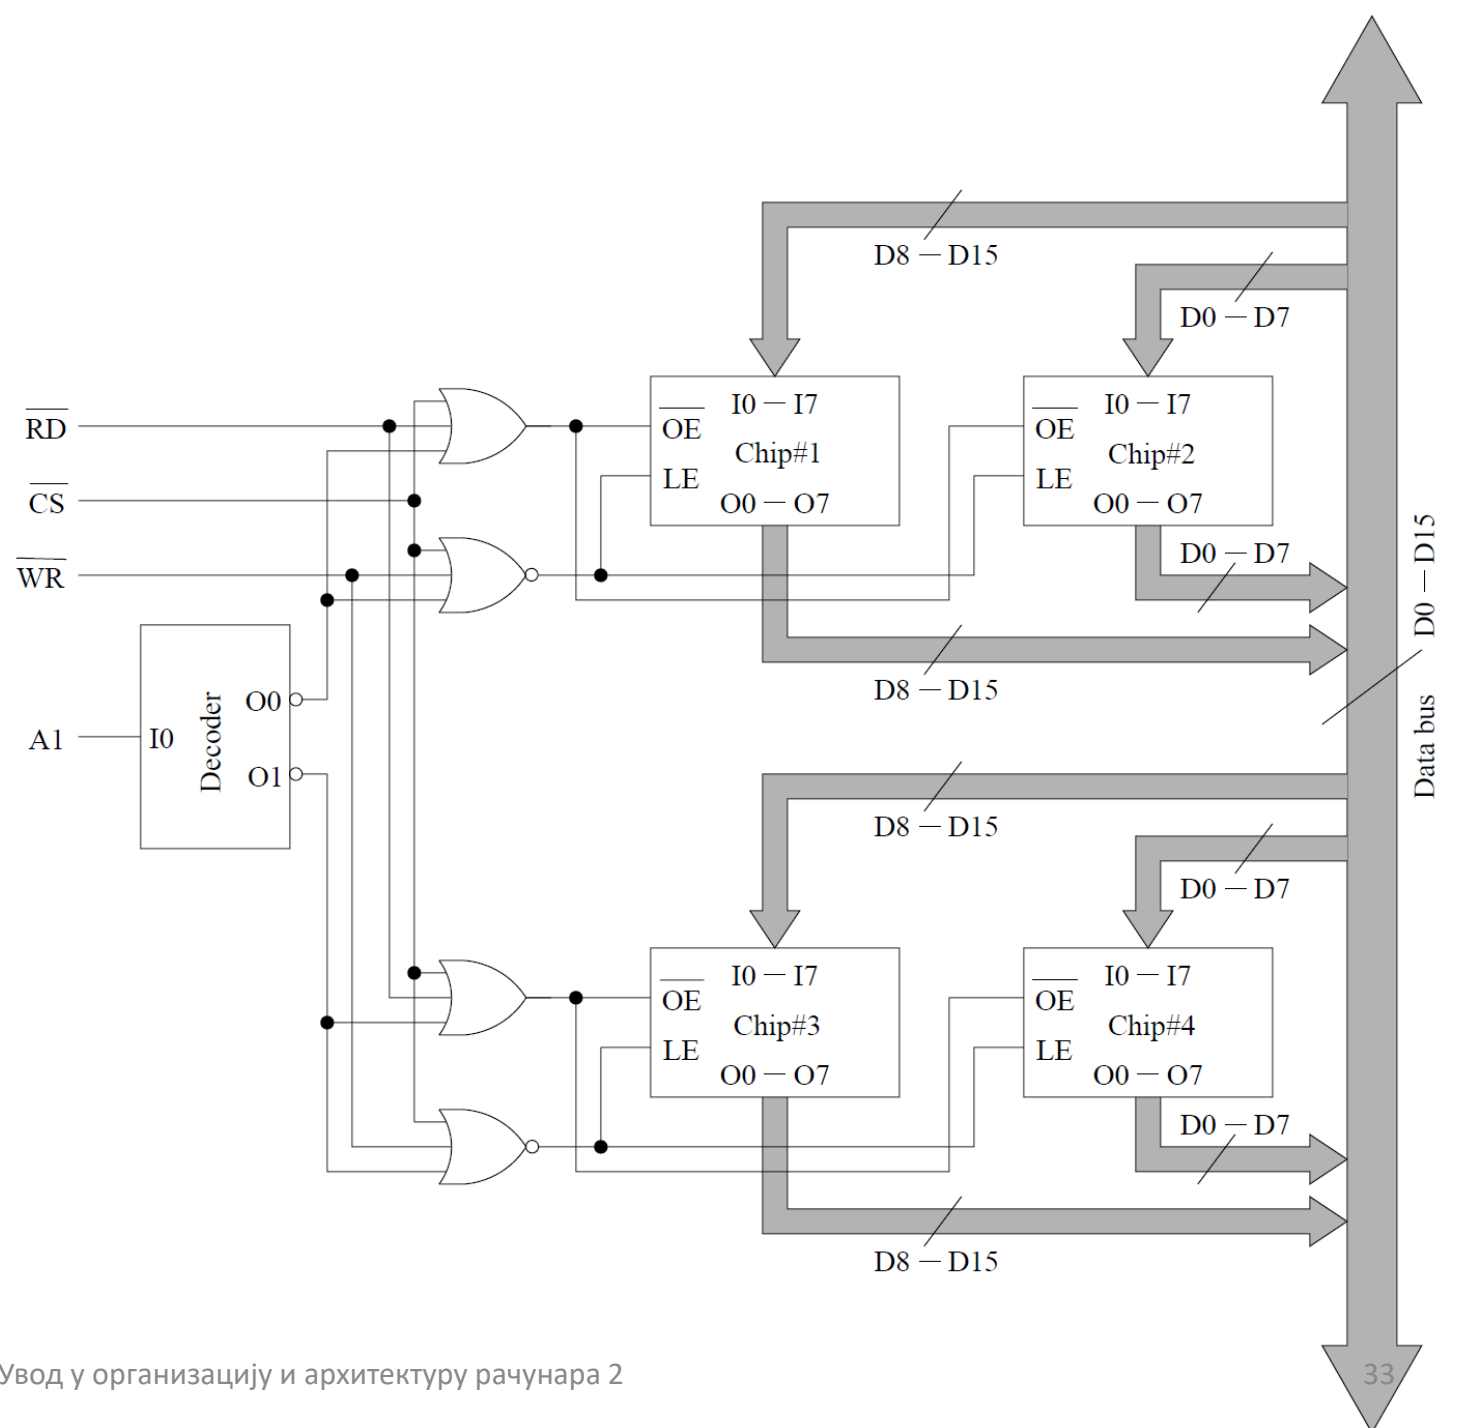 D8 — D15
D0 — D7
RD
CS
WR
OE
I0 — I7
Chip#1
LE
O0 — O7
OE
I0 — I7
Chip#2
LE
O0 — O7
D0 — D7
D8 — D15
D0 — D15
Data bus
A1
I0
Decoder
O0
O1
D8 — D15
D0 — D7
OE
I0 — I7
Chip#3
LE
O0 — O7
OE
I0 — I7
Chip#4
LE
O0 — O7
D0 — D7
D8 — D15
Увод у организацију и архитектуру рачунара 2
33